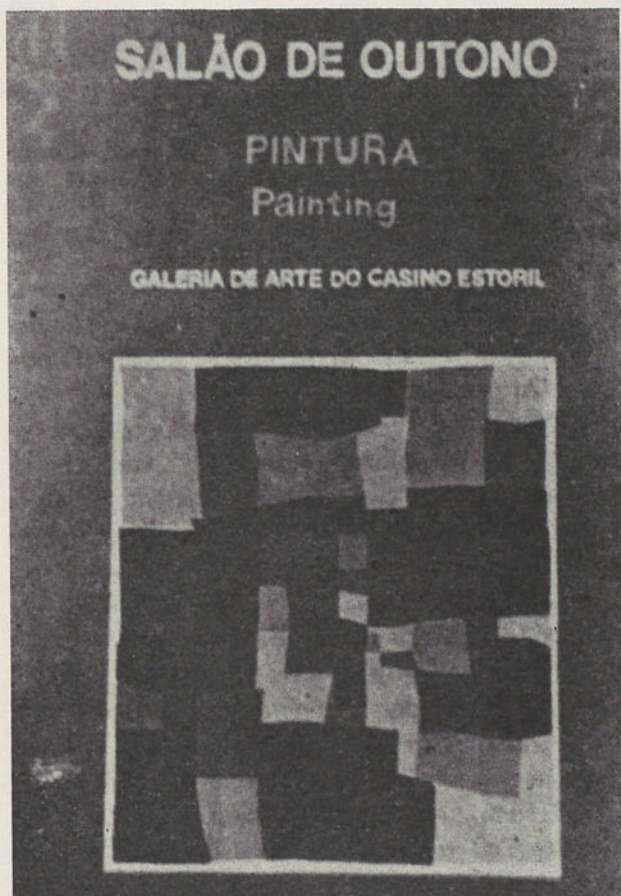 SALÃO DE OUTONO
PINTURA
Painting
GALERIA DE ARTE DO CASINO ESTORIL